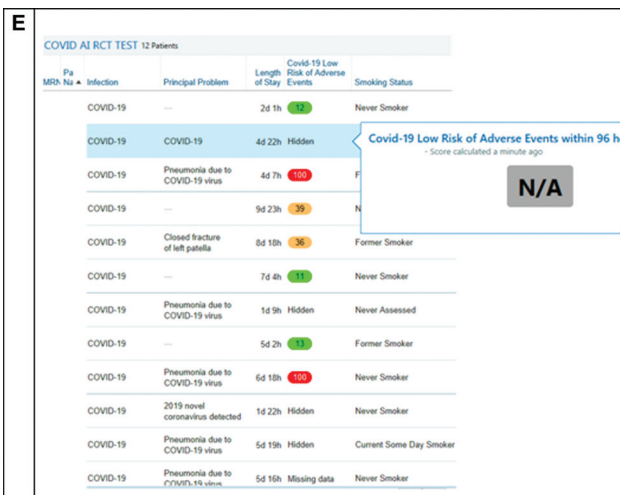 E
COVID AI RCT TEST 12 Patients
MRN Pa Na Infection Principal Problem Length of Stay Covid-19 Low Risk of Adverse Events Smoking Status
COVID-19 — 2d 1h 12 Never Smoker
COVID-19 COVID-19 4d 22h Hidden
Covid-19 Low Risk of Adverse Events within 96 h
- Score calculated a minute ago
N/A
COVID-19 Pneumonia due to COVID-19 virus 4d 7h 100 F
COVID-19 — 9d 23h 39 N
COVID-19 Closed fracture of left patella 8d 18h 36 Former Smoker
COVID-19 — 7d 4h 11 Never Smoker
COVID-19 Pneumonia due to COVID-19 virus 1d 9h Hidden Never Assessed
COVID-19 — 5d 2h 13 Former Smoker
COVID-19 Pneumonia due to COVID-19 virus 6d 18h 100 Never Smoker
COVID-19 2019 novel coronavirus detected 1d 22h Hidden Never Smoker
COVID-19 Pneumonia due to COVID-19 virus 5d 19h Hidden Current Some Day Smoker
COVID-19 Pneumonia due to COVID-19 virus 5d 16h Missing data Never Smoker